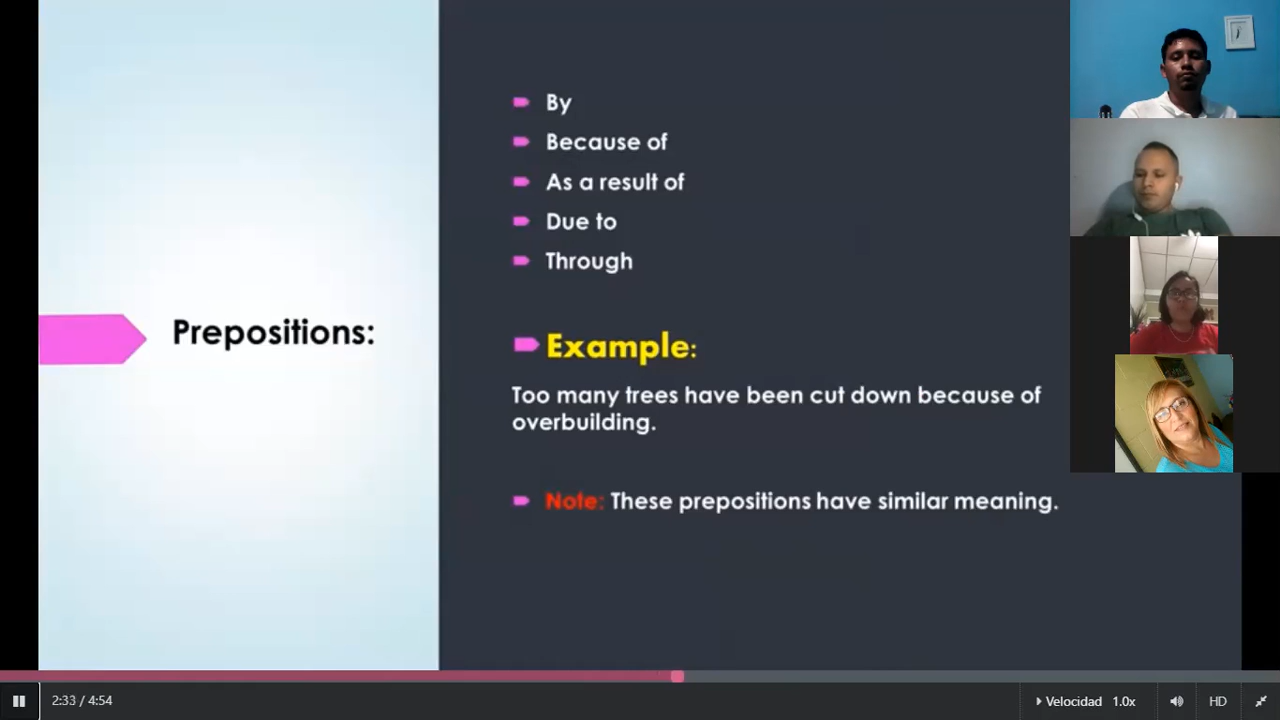 Prepositions:
By
Because of
As a result of
Due to
Through
Example:
Too many trees have been cut down because of
overbuilding.
Note: These prepositions have similar meaning.
2:33 / 4:54
Velocidad 1.0x
HD